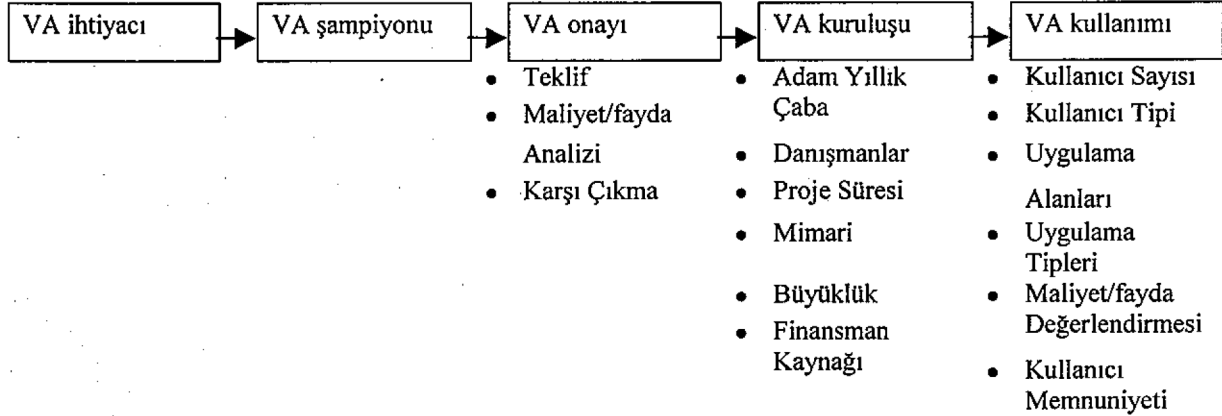 VA ihtiyacı
VA şampiyonu
VA onayı
• Teklif
• Maliyet/fayda
Analizi
• Karşı Çıkma
VA kuruluşu
• Adam Yıllık
Çaba
• Danışmanlar
• Proje Süresi
• Mimari
• Büyüklük
• Finansman
Kaynağı
VA kullanımı
• Kullanıcı Sayısı
• Kullanıcı Tipi
• Uygulama
Alanları
• Uygulama
Tipleri
• Maliyet/fayda
Değerlendirmesi
• Kullanıcı
Memnuniyeti